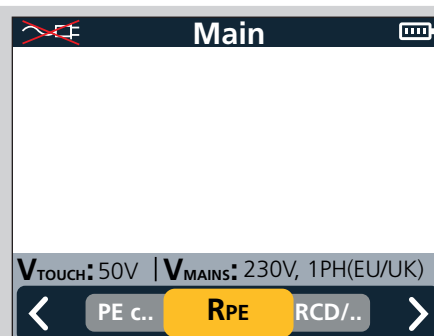 Main
VTOUCH: 50V | VMAINS: 230V, 1PH(EU/UK)
PE c.. RPE RCD/..